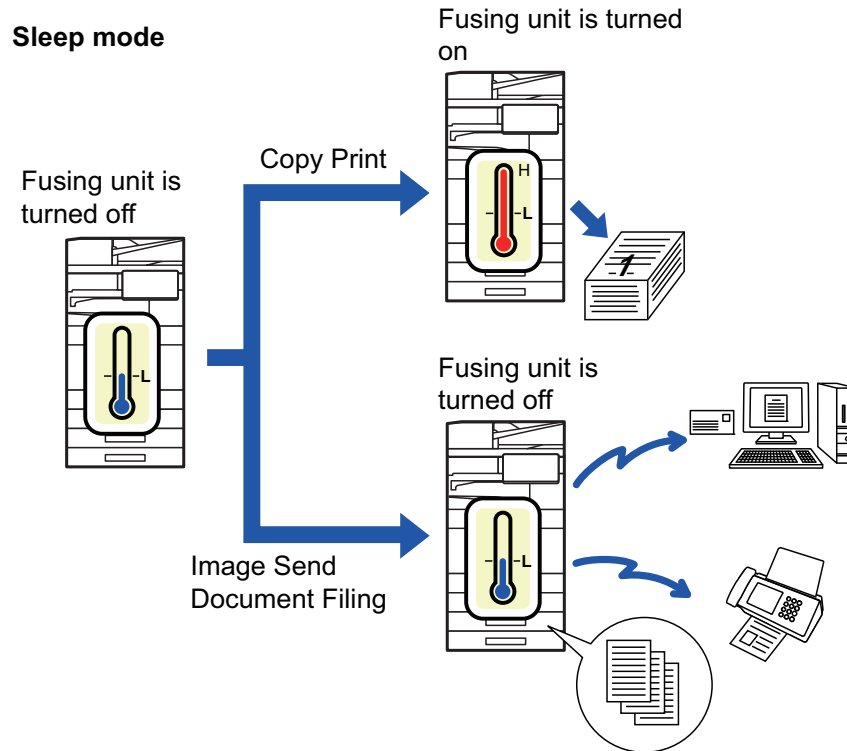 Sleep mode
Fusing unit is turned
on
Copy Print
H
L
1
Fusing unit is
turned off
L
Fusing unit is
turned off
L
Image Send
Document Filing